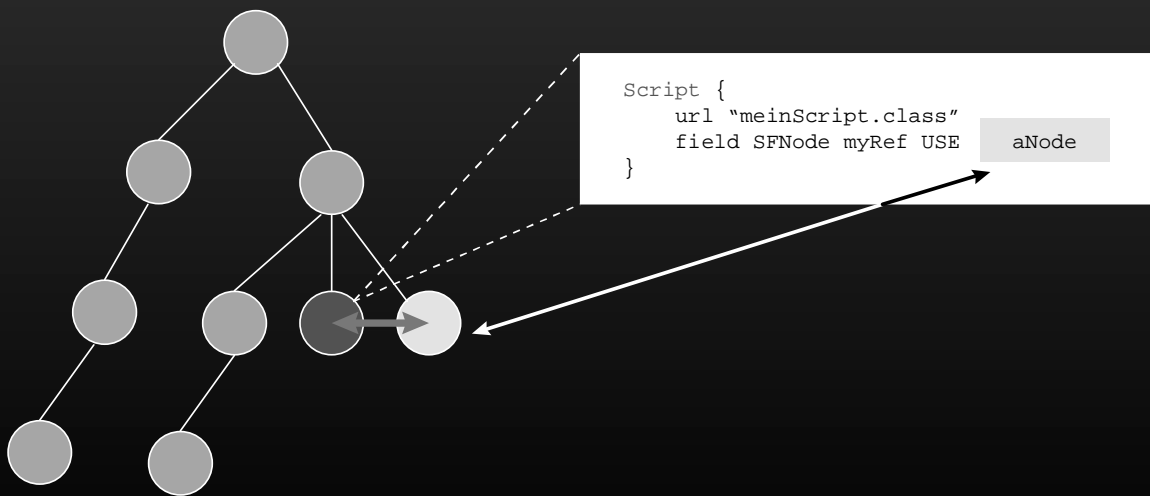 Script {
url “meinScript.class”
field SFNode myRef USE aNode
}